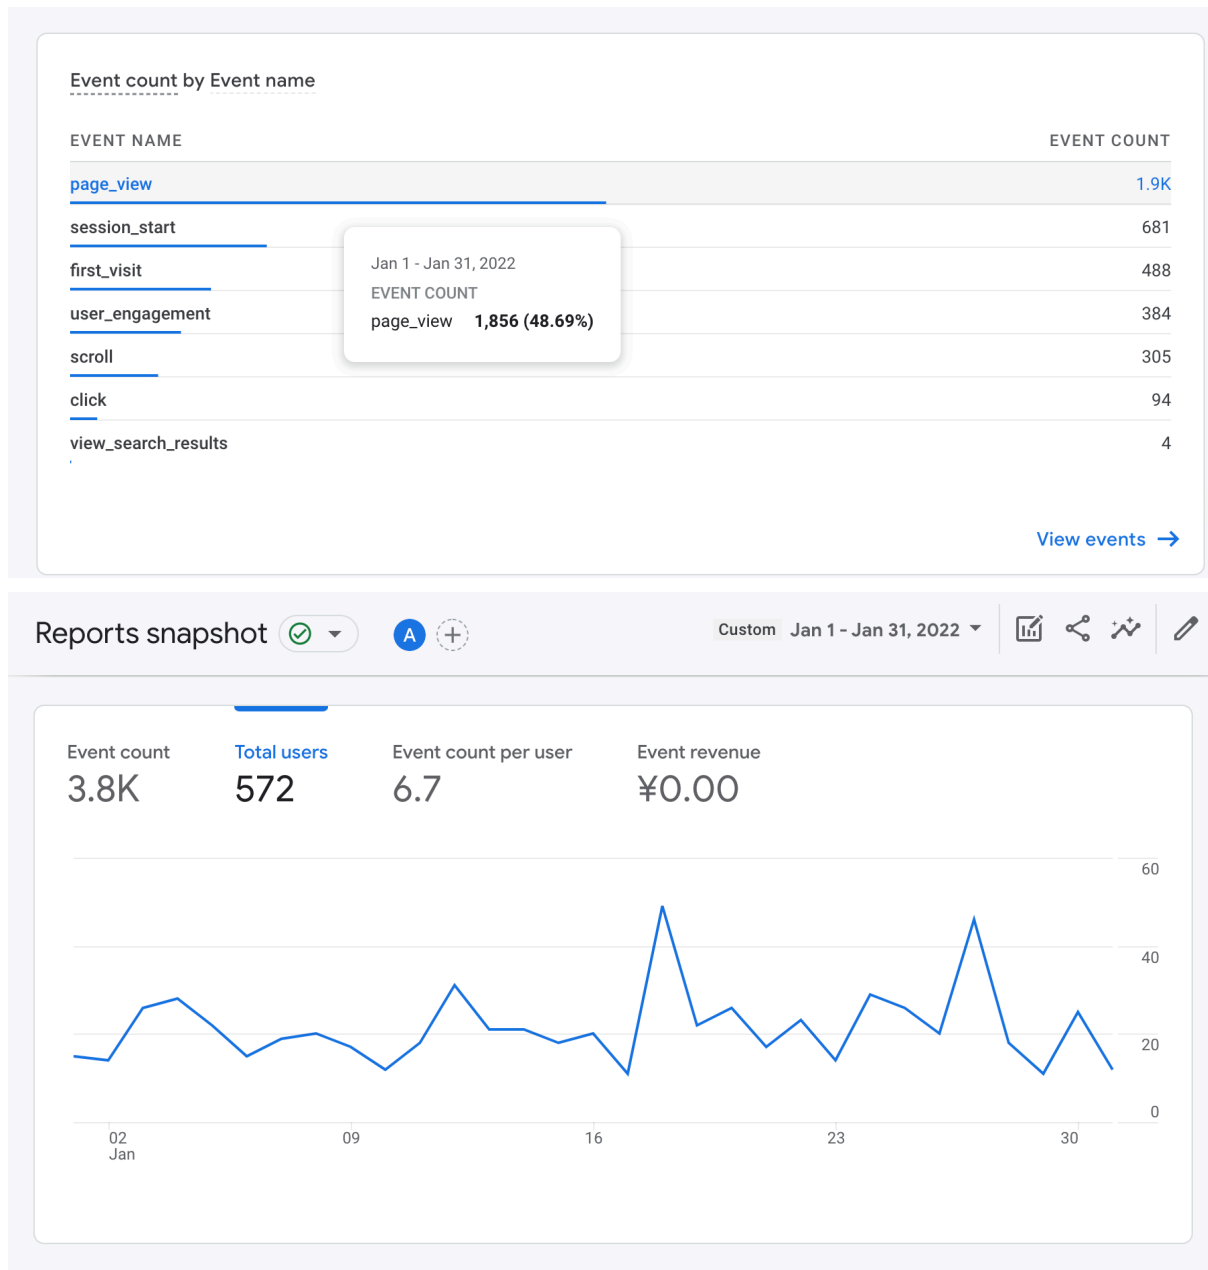 Event count by Event name
EVENT NAME EVENT COUNT
page_view 1.9K
session_start 681
first_visit 488
user_engagement 384
scroll 305
click 94
view_search_results 4
Jan 1 - Jan 31, 2022
EVENT COUNT
page_view 1,856 (48.69%)
View events
Reports snapshot A Custom Jan 1 - Jan 31, 2022
Event count Total users Event count per user Event revenue
3.8K 572 6.7 ¥0.00
60
40
20
0
02 09 16 23 30
Jan